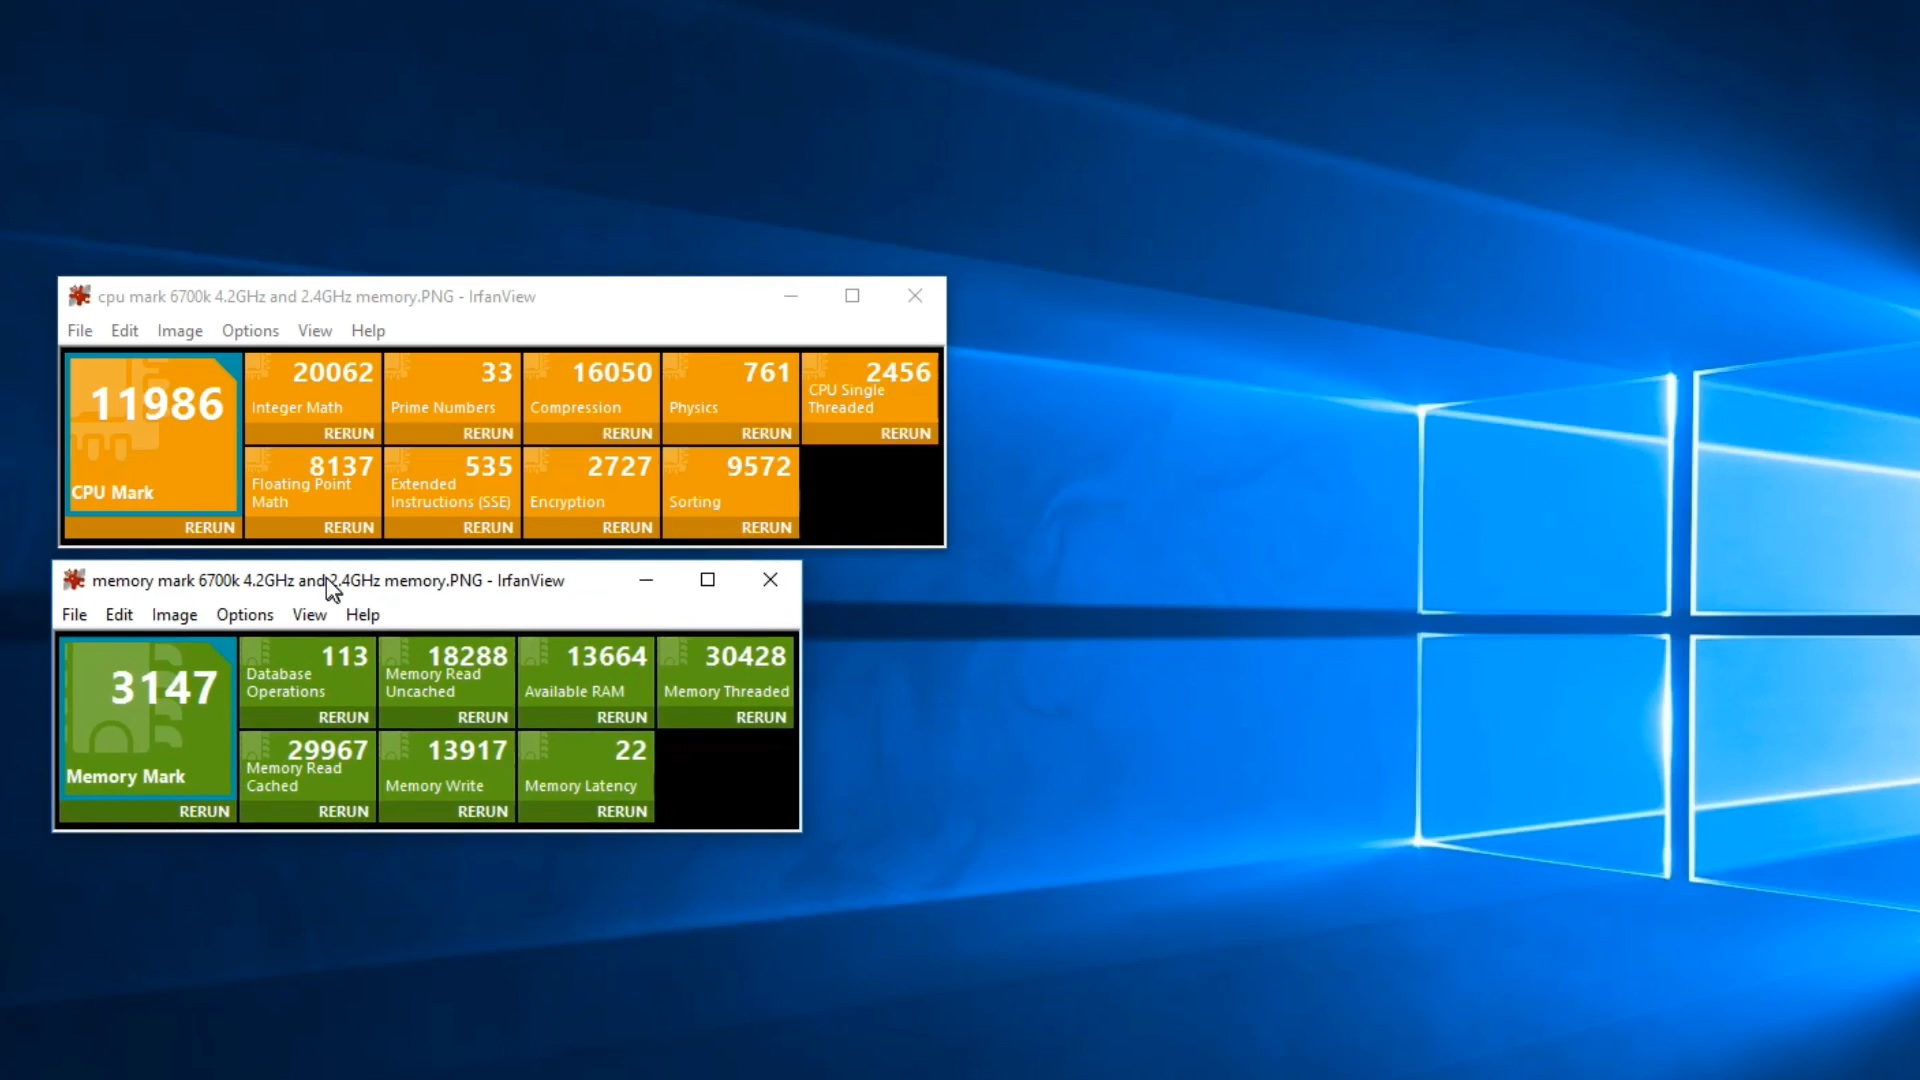 cpu mark 6700k 4.2GHz and 2.4GHz memory.PNG - IrfanView
File Edit Image Options View Help
11986
CPU Mark
RERUN
20062
Integer Math
RERUN
33
Prime Numbers
RERUN
16050
Compression
RERUN
761
Physics
RERUN
2456
CPU Single
Threaded
RERUN
8137
Floating Point
Math
RERUN
535
Extended
Instructions (SSE)
RERUN
2727
Encryption
RERUN
9572
Sorting
RERUN
memory mark 6700k 4.2GHz and 2.4GHz memory.PNG - IrfanView
File Edit Image Options View Help
3147
Memory Mark
RERUN
113
Database
Operations
RERUN
18288
Memory Read
Uncached
RERUN
13664
Available RAM
RERUN
30428
Memory Threaded
RERUN
29967
Memory Read
Cached
RERUN
13917
Memory Write
RERUN
22
Memory Latency
RERUN